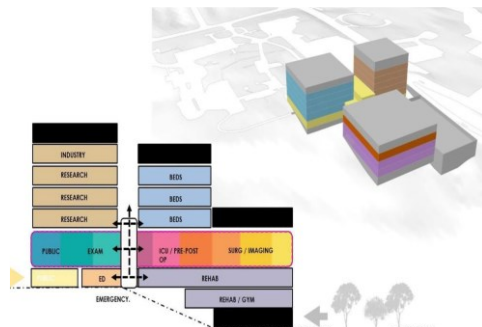 INDUSTRY
RESEARCH
BEDS
RESEARCH
BEDS
RESEARCH
BEDS
PUBLIC
EXAM
ICU / PRE-POST
OP
SURG / IMAGING
ED
REHAB
EMERGENCY.
REHAB / GYM